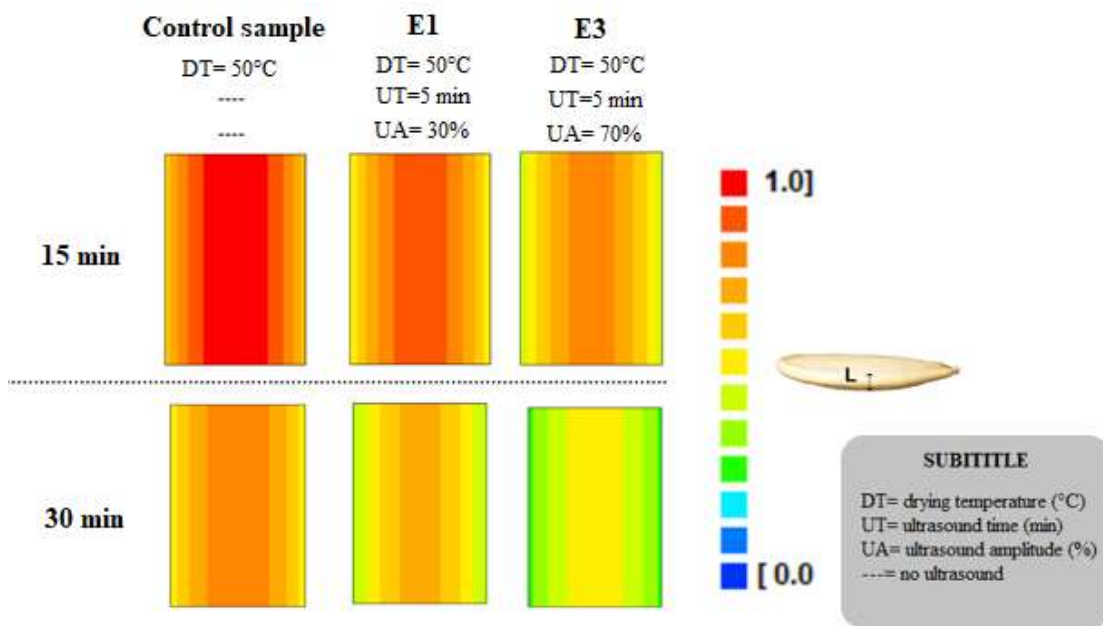 Control sample
DT= 50°C
----
----
E1
DT= 50°C
UT=5 min
UA= 30%
E3
DT= 50°C
UT=5 min
UA= 70%
15 min
30 min
1.0]
[ 0.0
L
SUBITITLE
DT= drying temperature (°C)
UT= ultrasound time (min)
UA= ultrasound amplitude (%)
---= no ultrasound